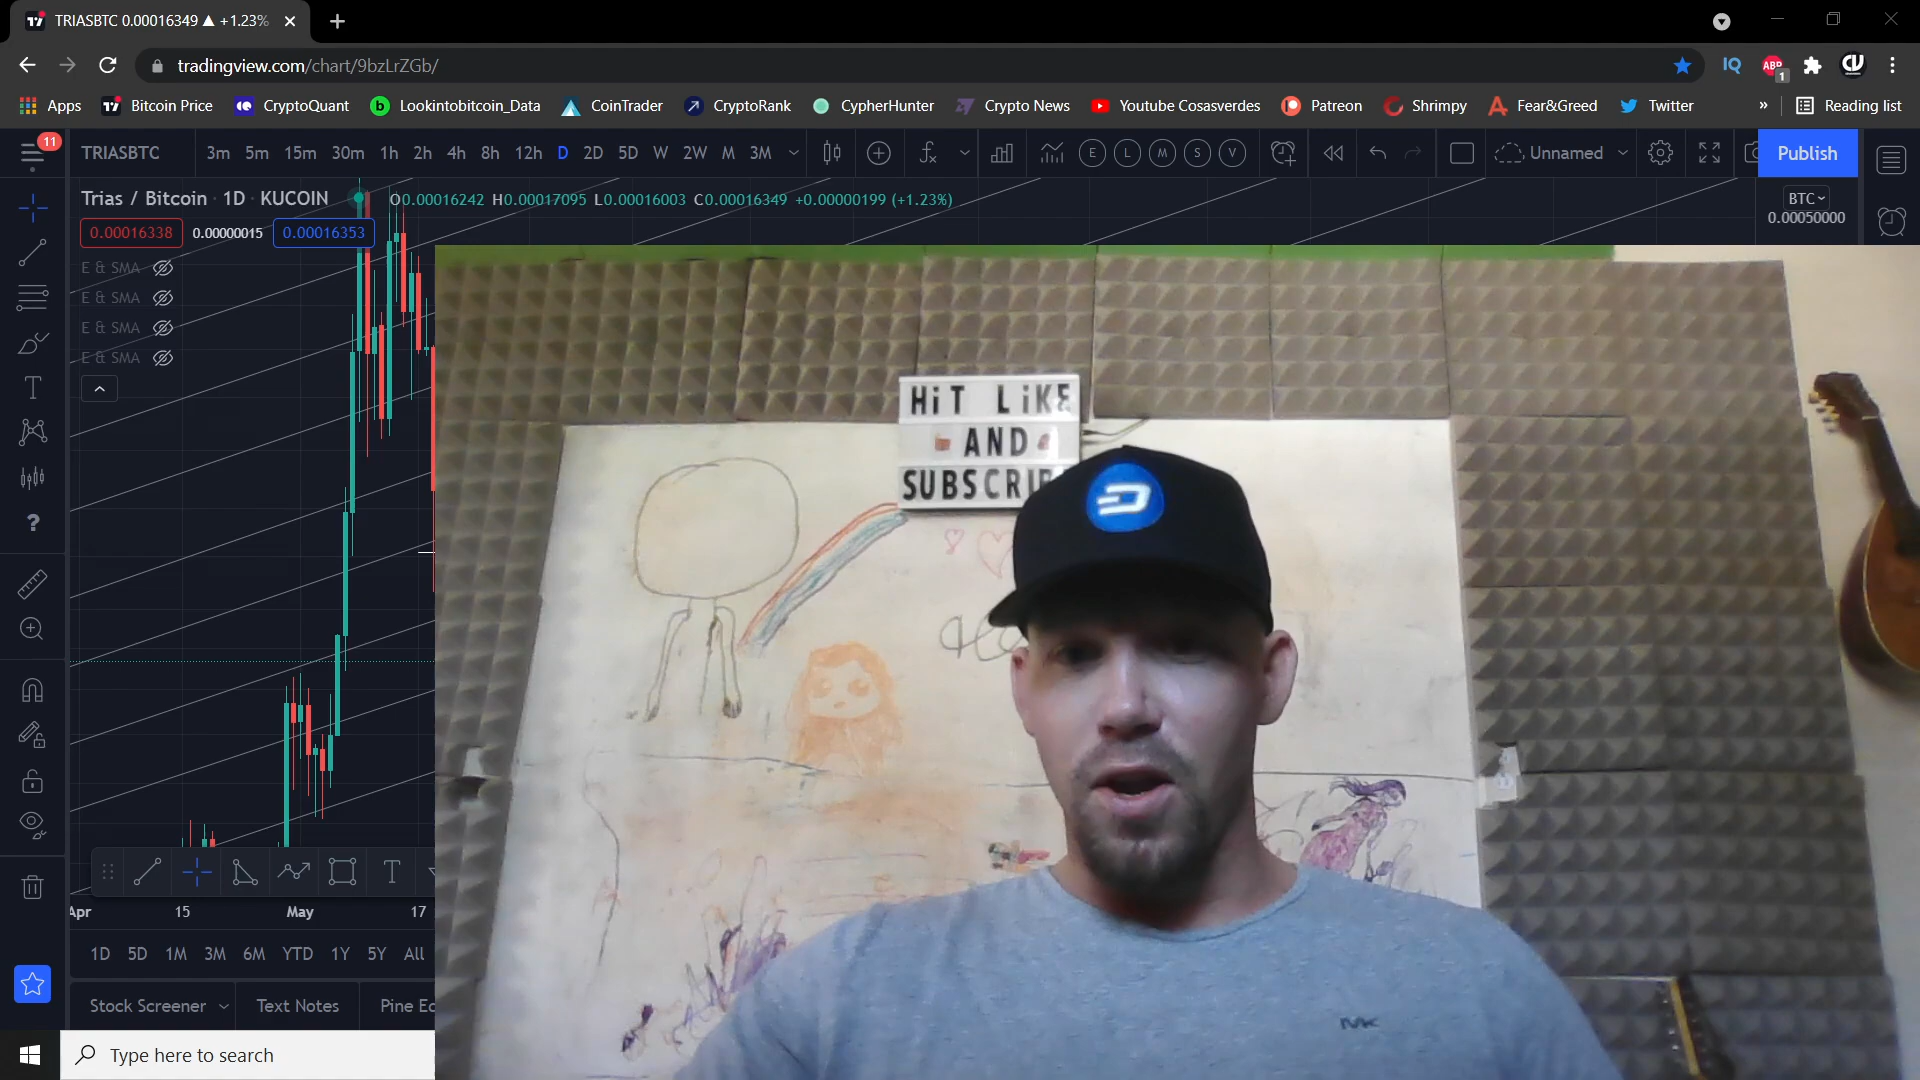 TRIASBTC 0.00016349 ▲ +1.23%
tradingview.com/chart/9bzLrZGb/
IQ
ABP
1
Apps
Bitcoin Price
CryptoQuant
Lookintobitcoin_Data
CoinTrader
CryptoRank
CypherHunter
Crypto News
Youtube Cosasverdes
Patreon
Shrimpy
Fear&Greed
Twitter
»
Reading list
11
TRIASBTC
3m 5m 15m 30m 1h 2h 4h 8h 12h D 2D 5D W 2W M 3M
E L M S V
Unnamed
Publish
Trias / Bitcoin · 1D · KUCOIN
O0.00016242 H0.00017095 L0.00016003 C0.00016349 +0.00000199 (+1.23%)
BTC
0.00050000
0.00016338 0.00000015 0.00016353
E & SMA
E & SMA
E & SMA
E & SMA
HiT LiKE
AND
Apr 15 May 17
1D 5D 1M 3M 6M YTD 1Y 5Y All
Stock Screener Text Notes
Type here to search
MK